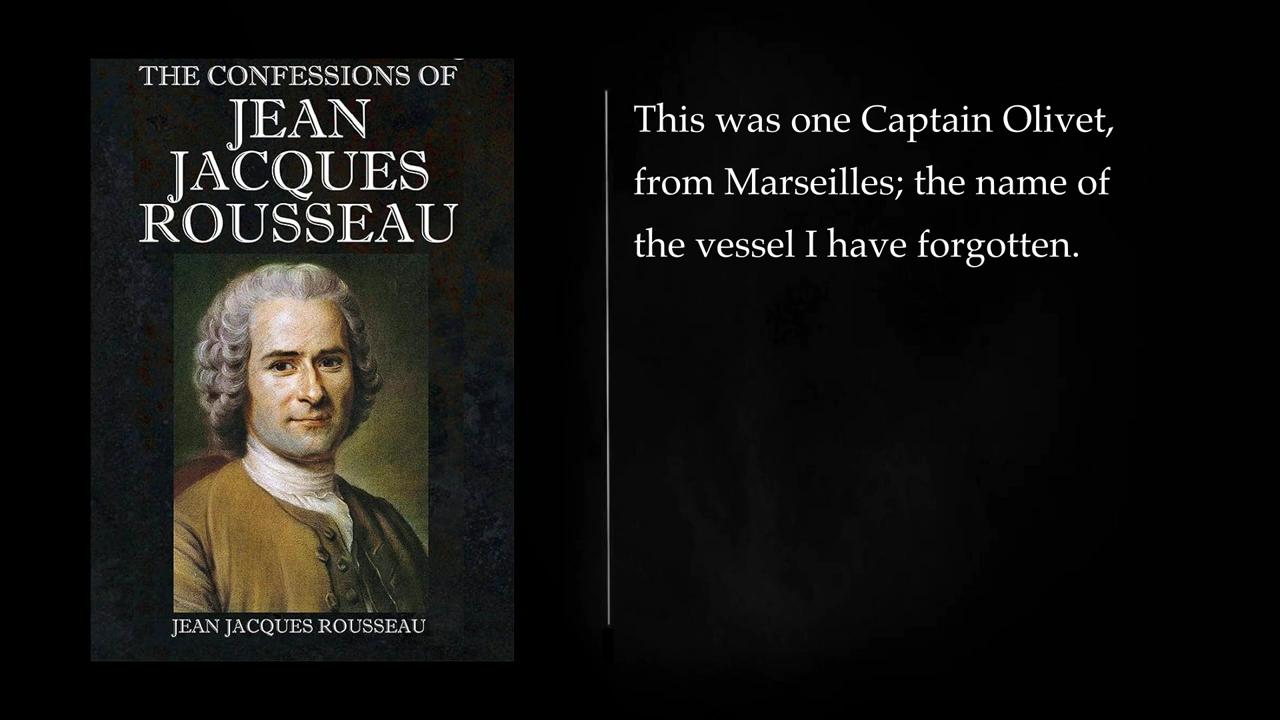 THE CONFESSIONS OF
JEAN
JACQUES
ROUSSEAU
JEAN JACQUES ROUSSEAU
This was one Captain Olivet,
from Marseilles; the name of
the vessel I have forgotten.